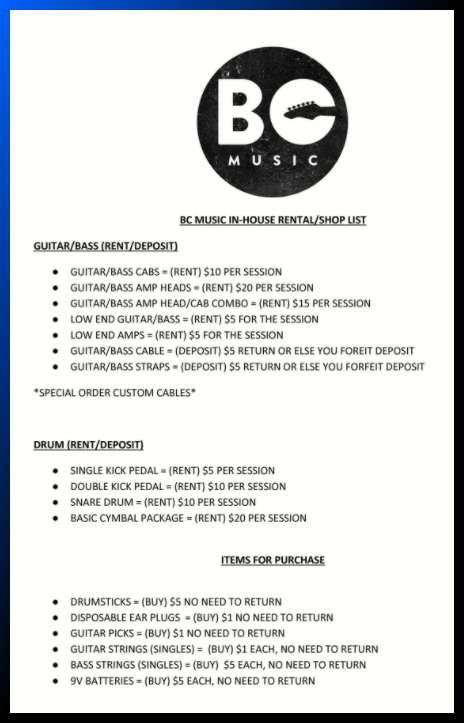 BC
MUSIC
BC MUSIC IN-HOUSE RENTAL/SHOP LIST
GUITAR/BASS (RENT/DEPOSIT)
● GUITAR/BASS CABS = (RENT) $10 PER SESSION
● GUITAR/BASS AMP HEADS = (RENT) $20 PER SESSION
● GUITAR/BASS AMP HEAD/CAB COMBO = (RENT) $15 PER SESSION
● LOW END GUITAR/BASS = (RENT) $5 FOR THE SESSION
● LOW END AMPS = (RENT) $5 FOR THE SESSION
● GUITAR/BASS CABLE = (DEPOSIT) $5 RETURN OR ELSE YOU FOREIT DEPOSIT
● GUITAR/BASS STRAPS = (DEPOSIT) $5 RETURN OR ELSE YOU FORFEIT DEPOSIT
*SPECIAL ORDER CUSTOM CABLES*
DRUM (RENT/DEPOSIT)
● SINGLE KICK PEDAL = (RENT) $5 PER SESSION
● DOUBLE KICK PEDAL = (RENT) $10 PER SESSION
● SNARE DRUM = (RENT) $10 PER SESSION
● BASIC CYMBAL PACKAGE = (RENT) $20 PER SESSION
ITEMS FOR PURCHASE
● DRUMSTICKS = (BUY) $5 NO NEED TO RETURN
● DISPOSABLE EAR PLUGS = (BUY) $1 NO NEED TO RETURN
● GUITAR PICKS = (BUY) $1 NO NEED TO RETURN
● GUITAR STRINGS (SINGLES) = (BUY) $1 EACH, NO NEED TO RETURN
● BASS STRINGS (SINGLES) = (BUY) $5 EACH, NO NEED TO RETURN
● 9V BATTERIES = (BUY) $5 EACH, NO NEED TO RETURN